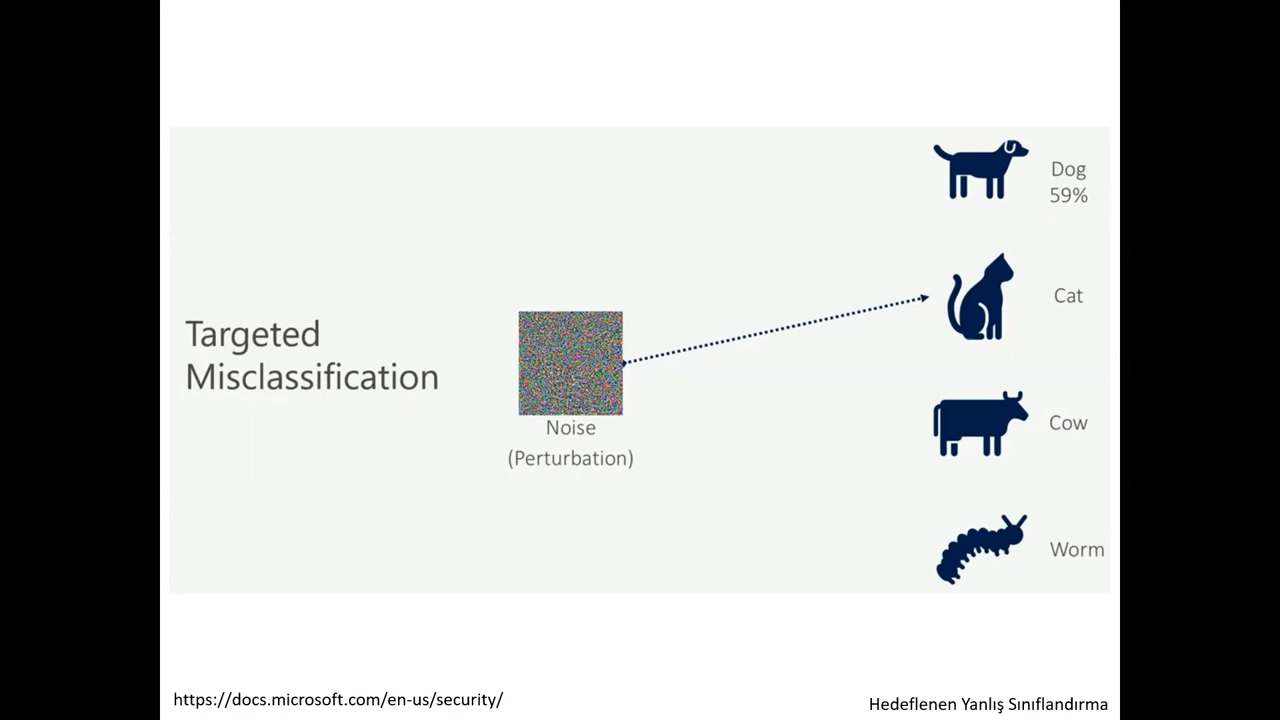 Targeted
Misclassification
Noise
(Perturbation)
Dog
59%
Cat
Cow
Worm
https://docs.microsoft.com/en-us/security/
Hedeflenen Yanlış Sınıflandırma